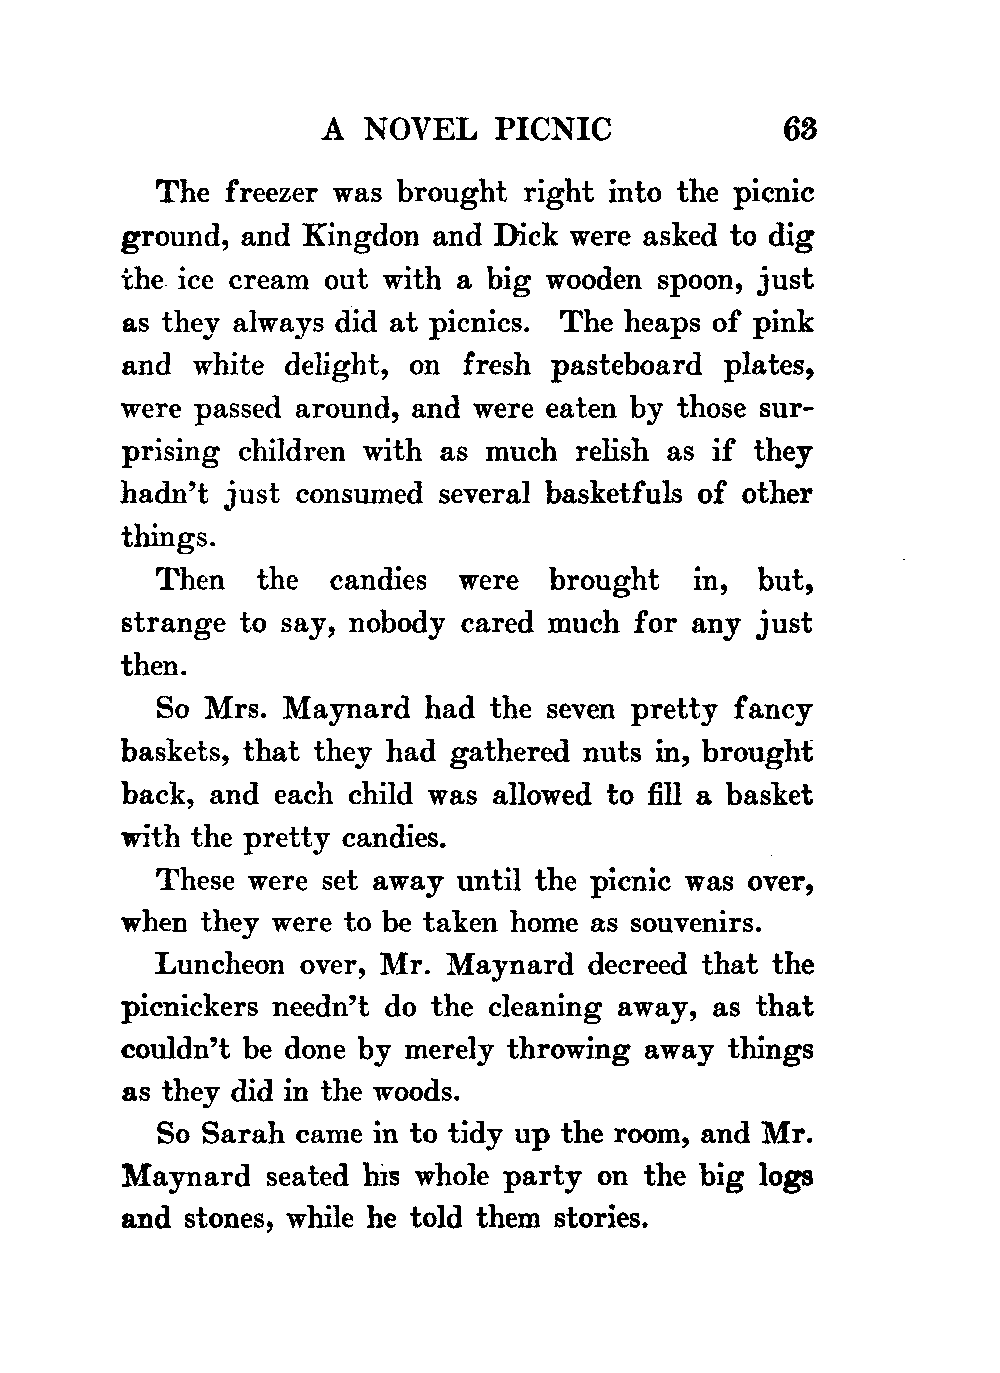 A NOVEL PICNIC 63
The freezer was brought right into the picnic
ground, and Kingdon and Dick were asked to dig
the ice cream out with a big wooden spoon, just
as they always did at picnics. The heaps of pink
and white delight, on fresh pasteboard plates,
were passed around, and were eaten by those sur-
prising children with as much relish as if they
hadn't just consumed several basketfuls of other
things.
Then the candies were brought in, but,
strange to say, nobody cared much for any just
then.
So Mrs. Maynard had the seven pretty fancy
baskets, that they had gathered nuts in, brought
back, and each child was allowed to fill a basket
with the pretty candies.
These were set away until the picnic was over,
when they were to be taken home as souvenirs.
Luncheon over, Mr. Maynard decreed that the
picnickers needn't do the cleaning away, as that
couldn't be done by merely throwing away things
as they did in the woods.
So Sarah came in to tidy up the room, and Mr.
Maynard seated his whole party on the big logs
and stones, while he told them stories.